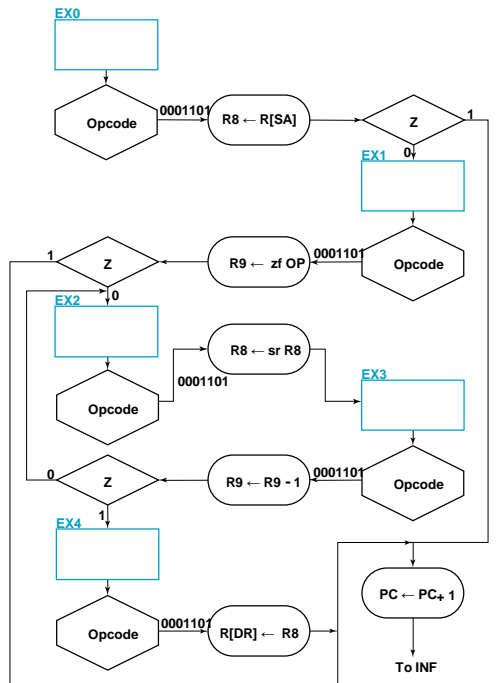 EX0
Opcode
0001101
R8 ← R[SA]
Z
1
0
EX1
Opcode
0001101
R9 ← zf OP
Z
1
0
EX2
Opcode
0001101
R8 ← sr R8
EX3
Opcode
0001101
R9 ← R9 - 1
Z
0
1
EX4
Opcode
0001101
R[DR] ← R8
PC ← PC + 1
To INF